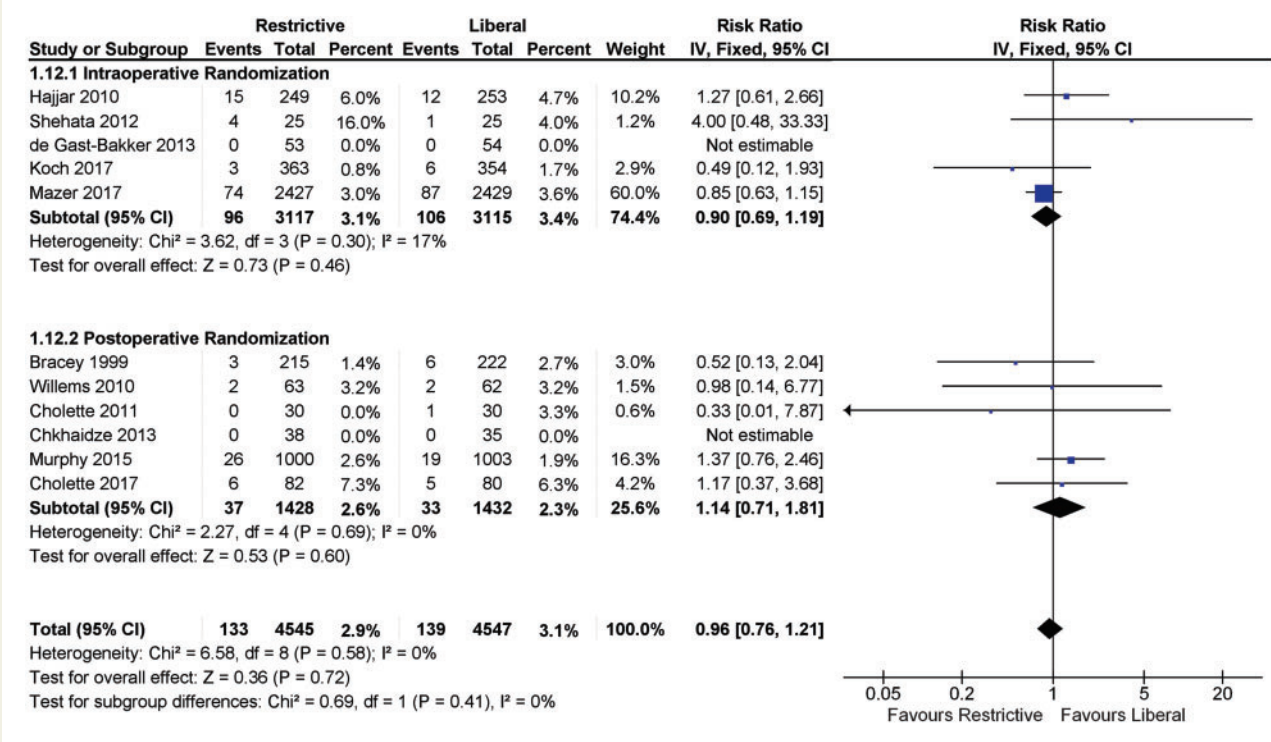 Restrictive Liberal Risk Ratio Risk Ratio
Study or Subgroup Events Total Percent Events Total Percent Weight IV, Fixed, 95% CI IV, Fixed, 95% CI
1.12.1 Intraoperative Randomization
Hajjar 2010 15 249 6.0% 12 253 4.7% 10.2% 1.27 [0.61, 2.66]
Shehata 2012 4 25 16.0% 1 25 4.0% 1.2% 4.00 [0.48, 33.33]
de Gast-Bakker 2013 0 53 0.0% 0 54 0.0% Not estimable
Koch 2017 3 363 0.8% 6 354 1.7% 2.9% 0.49 [0.12, 1.93]
Mazer 2017 74 2427 3.0% 87 2429 3.6% 60.0% 0.85 [0.63, 1.15]
Subtotal (95% CI) 96 3117 3.1% 106 3115 3.4% 74.4% 0.90 [0.69, 1.19]
Heterogeneity: Chi² = 3.62, df = 3 (P = 0.30); I² = 17%
Test for overall effect: Z = 0.73 (P = 0.46)
1.12.2 Postoperative Randomization
Bracey 1999 3 215 1.4% 6 222 2.7% 3.0% 0.52 [0.13, 2.04]
Willems 2010 2 63 3.2% 2 62 3.2% 1.5% 0.98 [0.14, 6.77]
Cholette 2011 0 30 0.0% 1 30 3.3% 0.6% 0.33 [0.01, 7.87]
Chkhaidze 2013 0 38 0.0% 0 35 0.0% Not estimable
Murphy 2015 26 1000 2.6% 19 1003 1.9% 16.3% 1.37 [0.76, 2.46]
Cholette 2017 6 82 7.3% 5 80 6.3% 4.2% 1.17 [0.37, 3.68]
Subtotal (95% CI) 37 1428 2.6% 33 1432 2.3% 25.6% 1.14 [0.71, 1.81]
Heterogeneity: Chi² = 2.27, df = 4 (P = 0.69); I² = 0%
Test for overall effect: Z = 0.53 (P = 0.60)
Total (95% CI) 133 4545 2.9% 139 4547 3.1% 100.0% 0.96 [0.76, 1.21]
Heterogeneity: Chi² = 6.58, df = 8 (P = 0.58); I² = 0%
Test for overall effect: Z = 0.36 (P = 0.72)
Test for subgroup differences: Chi² = 0.69, df = 1 (P = 0.41), I² = 0%
0.05 0.2 1 5 20
Favours Restrictive Favours Liberal